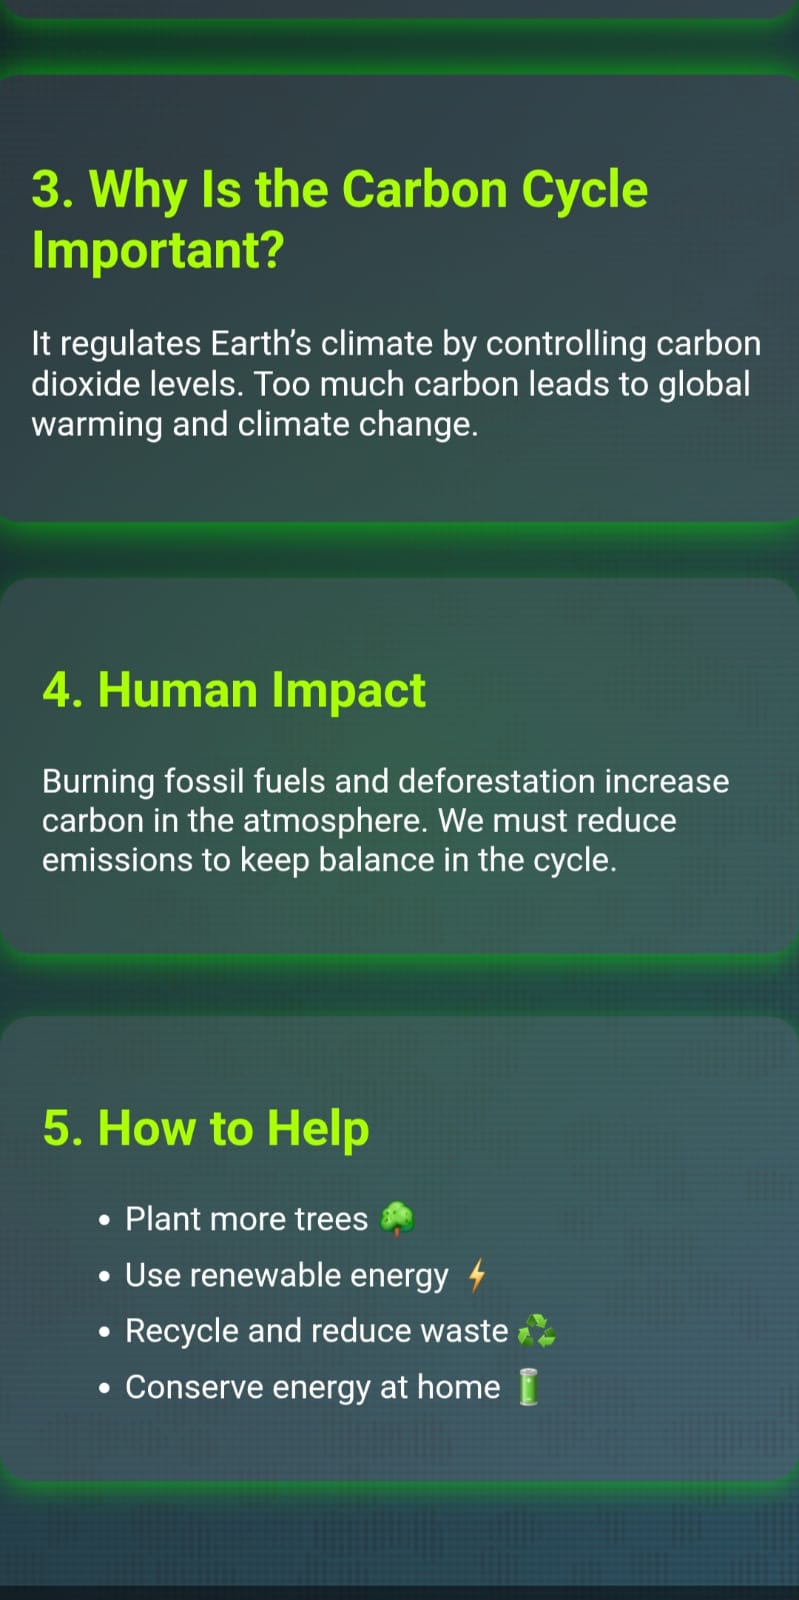 3. Why Is the Carbon Cycle
Important?
It regulates Earth’s climate by controlling carbon
dioxide levels. Too much carbon leads to global
warming and climate change.
4. Human Impact
Burning fossil fuels and deforestation increase
carbon in the atmosphere. We must reduce
emissions to keep balance in the cycle.
5. How to Help
• Plant more trees 🌳
• Use renewable energy ⚡
• Recycle and reduce waste ♻️
• Conserve energy at home 🔋